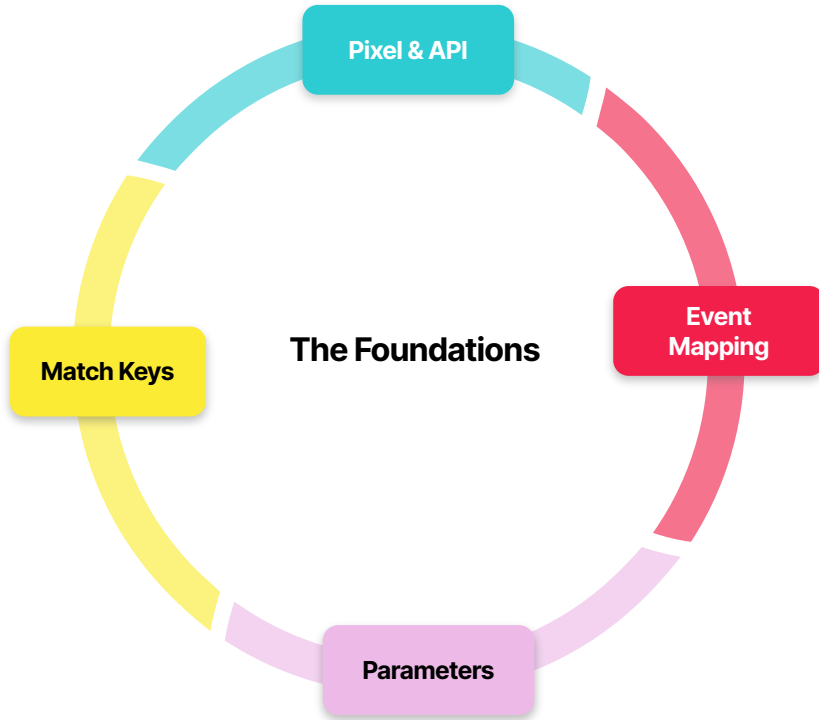 Pixel & API
Event
Mapping
The Foundations
Match Keys
Parameters